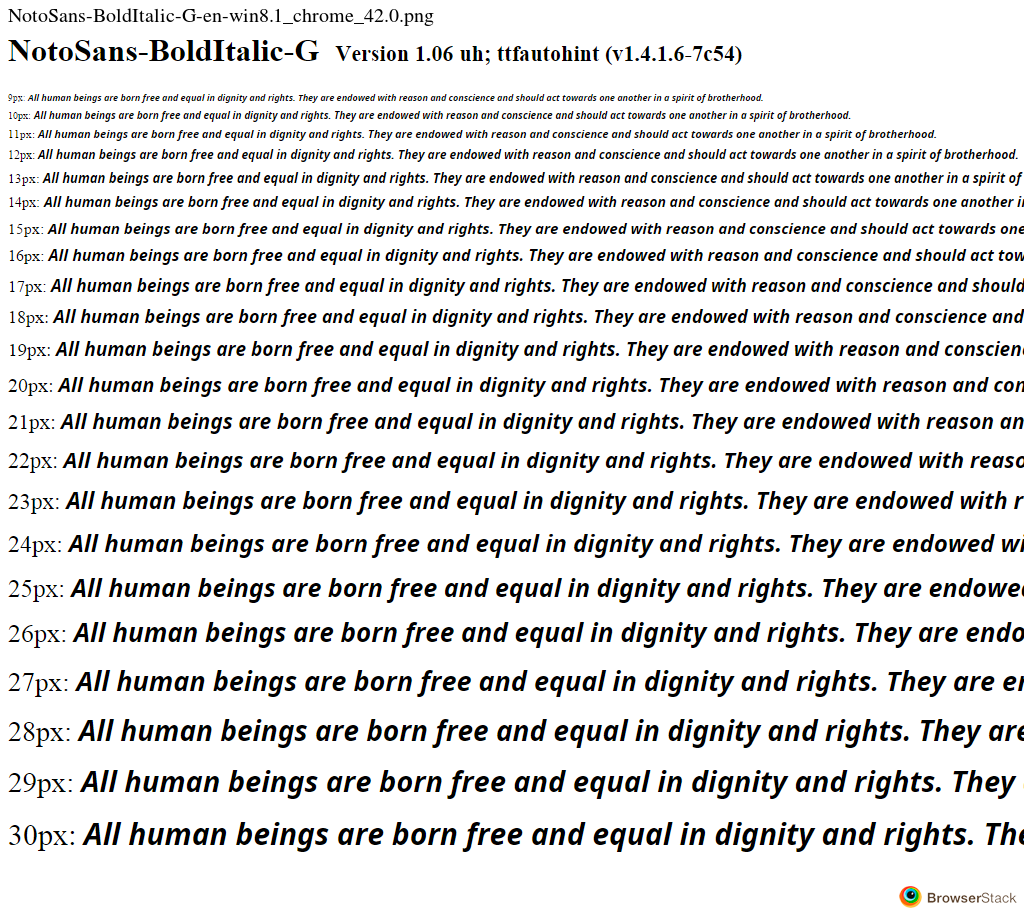 NotoSans-BoldItalic-G-en-win8.1_chrome_42.0.png
NotoSans-BoldItalic-G Version 1.06 uh; ttfautohint (v1.4.1.6-7c54)
9px: All human beings are born free and equal in dignity and rights. They are endowed with reason and conscience and should act towards one another in a spirit of brotherhood.
10px: All human beings are born free and equal in dignity and rights. They are endowed with reason and conscience and should act towards one another in a spirit of brotherhood.
11px: All human beings are born free and equal in dignity and rights. They are endowed with reason and conscience and should act towards one another in a spirit of brotherhood.
12px: All human beings are born free and equal in dignity and rights. They are endowed with reason and conscience and should act towards one another in a spirit of brotherhood.
13px: All human beings are born free and equal in dignity and rights. They are endowed with reason and conscience and should act towards one another in a spirit of
14px: All human beings are born free and equal in dignity and rights. They are endowed with reason and conscience and should act towards one another i
15px: All human beings are born free and equal in dignity and rights. They are endowed with reason and conscience and should act towards one
16px: All human beings are born free and equal in dignity and rights. They are endowed with reason and conscience and should act tow
17px: All human beings are born free and equal in dignity and rights. They are endowed with reason and conscience and should
18px: All human beings are born free and equal in dignity and rights. They are endowed with reason and conscience and
19px: All human beings are born free and equal in dignity and rights. They are endowed with reason and conscien
20px: All human beings are born free and equal in dignity and rights. They are endowed with reason and con
21px: All human beings are born free and equal in dignity and rights. They are endowed with reason an
22px: All human beings are born free and equal in dignity and rights. They are endowed with reaso
23px: All human beings are born free and equal in dignity and rights. They are endowed with r
24px: All human beings are born free and equal in dignity and rights. They are endowed wi
25px: All human beings are born free and equal in dignity and rights. They are endowe
26px: All human beings are born free and equal in dignity and rights. They are endo
27px: All human beings are born free and equal in dignity and rights. They are en
28px: All human beings are born free and equal in dignity and rights. They are
29px: All human beings are born free and equal in dignity and rights. They
30px: All human beings are born free and equal in dignity and rights. The
BrowserStack